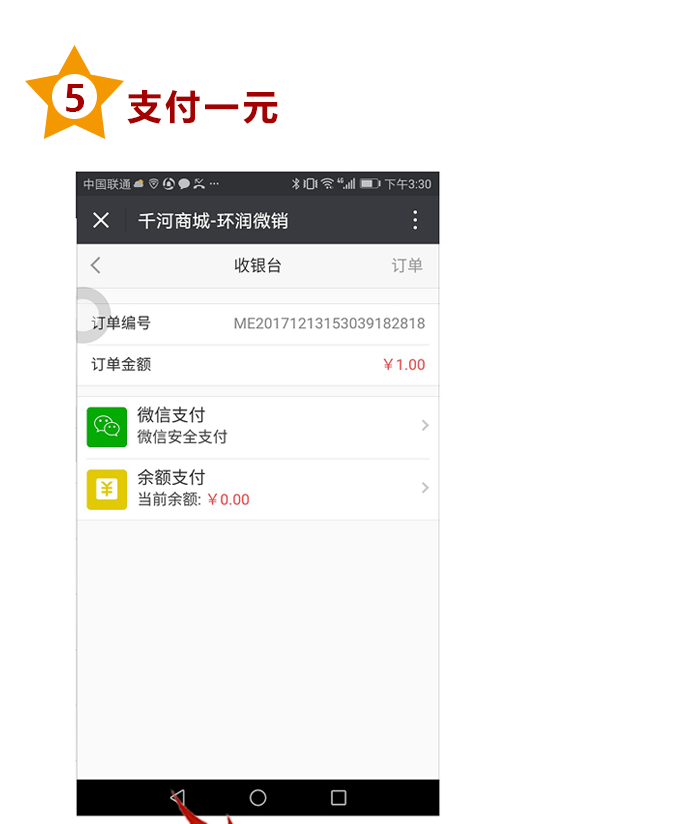 5
支付一元
中国联通 ... 4G 下午3:30
千河商城-环润微销
收银台 订单
订单编号 ME20171213153039182818
订单金额 ￥1.00
微信支付
微信安全支付
余额支付
当前余额: ￥0.00